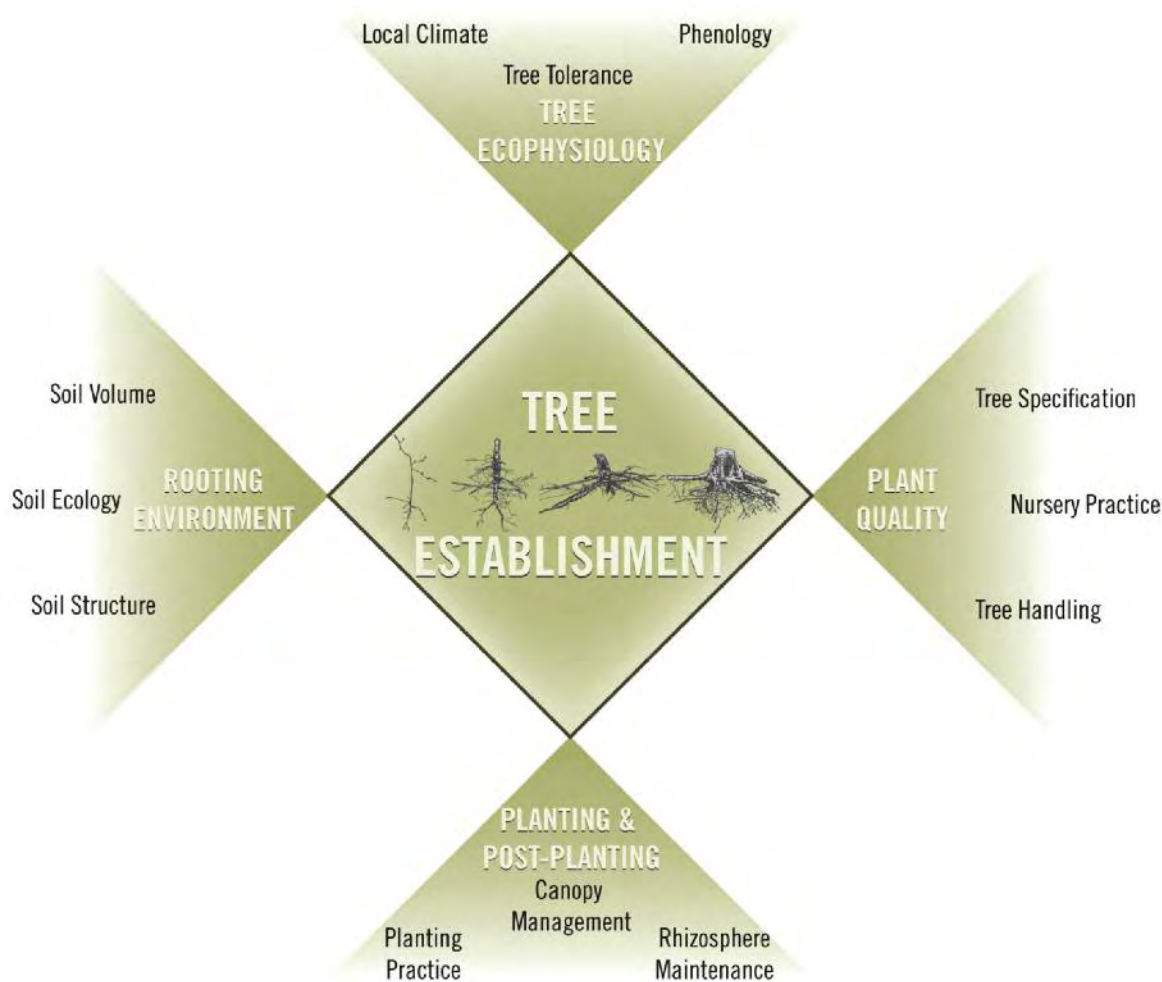 Local Climate
Phenology
Tree Tolerance
TREE
ECOPHYSIOLOGY
Soil Volume
Soil Ecology
Soil Structure
ROOTING
ENVIRONMENT
TREE
ESTABLISHMENT
PLANT
QUALITY
Tree Specification
Nursery Practice
Tree Handling
PLANTING &
POST-PLANTING
Canopy
Management
Planting
Practice
Rhizosphere
Maintenance